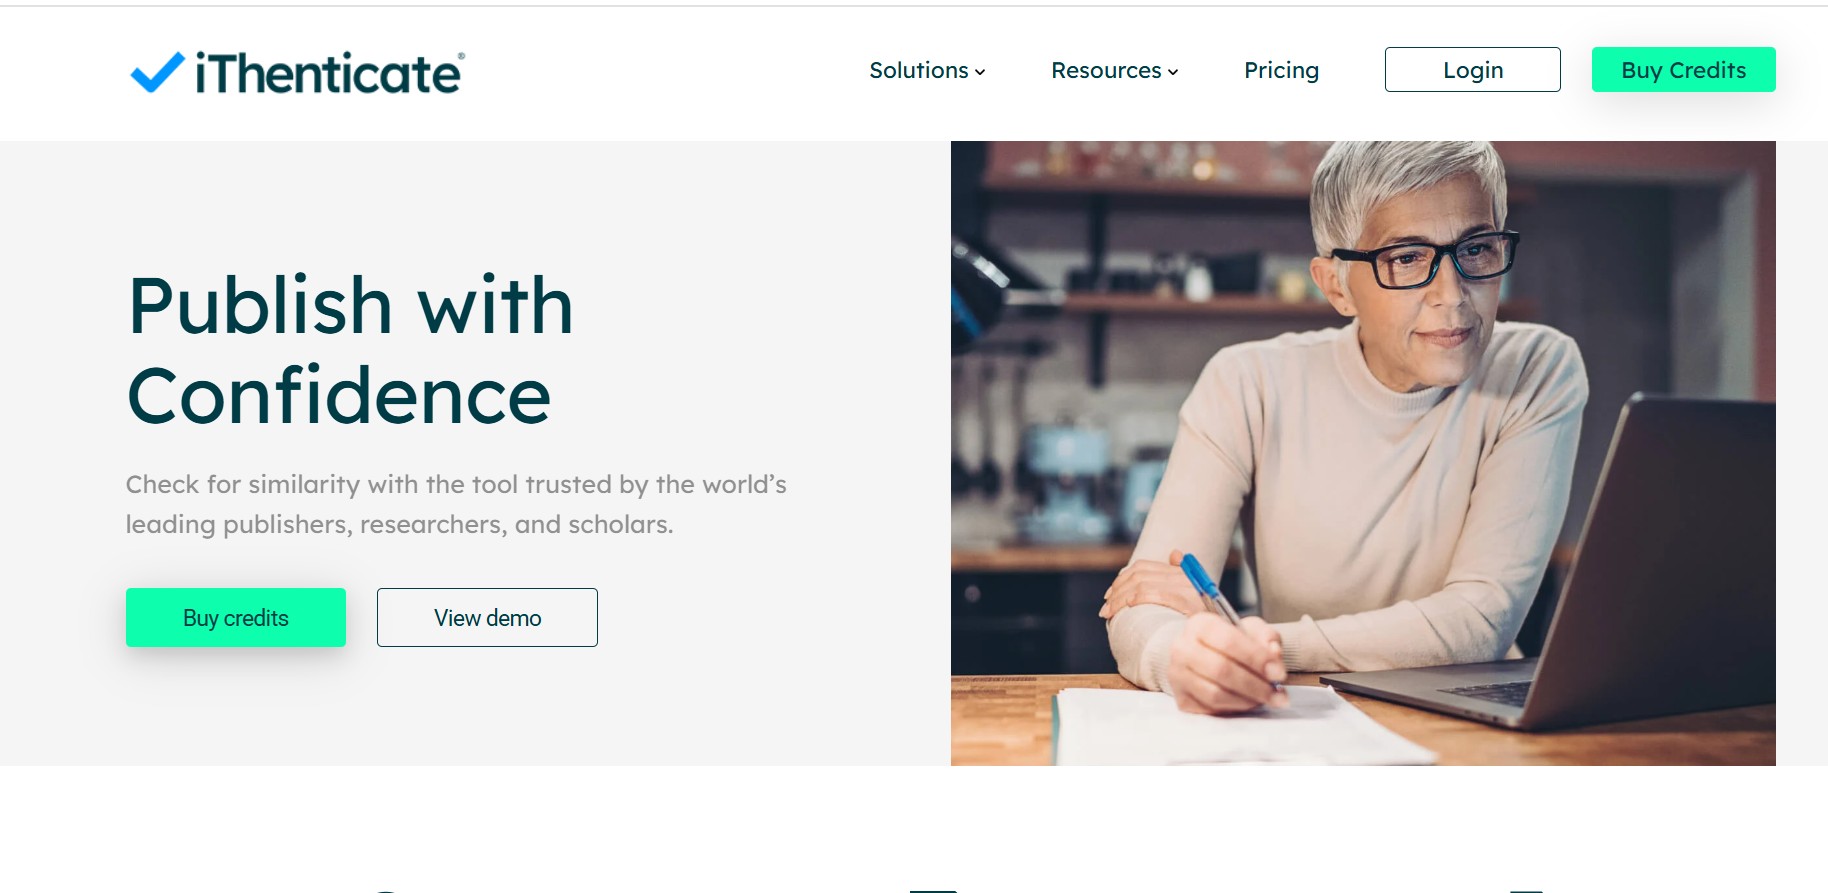 iThenticate®
Solutions
Resources
Pricing
Login
Buy Credits
Publish with
Confidence
Check for similarity with the tool trusted by the world’s
leading publishers, researchers, and scholars.
Buy credits
View demo